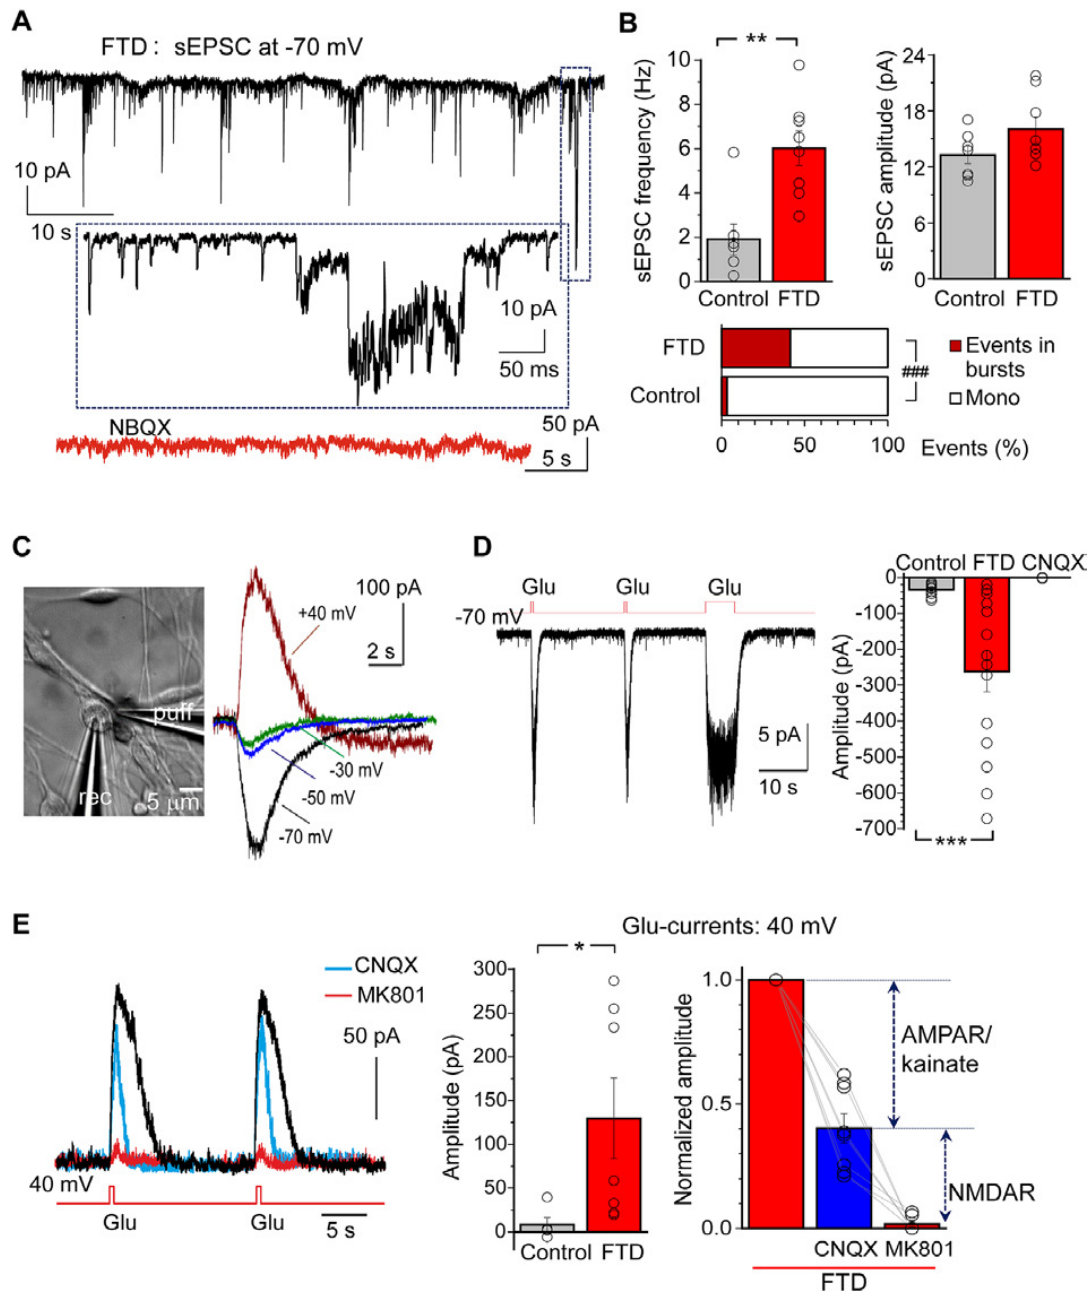 A
FTD : sEPSC at -70 mV
10 pA
10 s
10 pA
50 ms
NBQX
50 pA
5 s
B
**
sEPSC frequency (Hz)
10
8
6
4
2
0
Control FTD
sEPSC amplitude (pA)
24
18
12
6
0
Control FTD
FTD
Control
###
Events in
bursts
Mono
0 50 100
Events (%)
C
puff
rec
5 µm
100 pA
2 s
+40 mV
-30 mV
-50 mV
-70 mV
D
Glu Glu Glu
-70 mV
5 pA
10 s
Control FTD CNQX
Amplitude (pA)
0
-100
-200
-300
-400
-500
-600
-700
***
E
Glu-currents: 40 mV
CNQX
MK801
50 pA
40 mV
Glu Glu
5 s
*
Amplitude (pA)
300
250
200
150
100
50
0
Control FTD
Normalized amplitude
1.0
0.5
0.0
AMPAR/
kainate
NMDAR
CNQX MK801
FTD